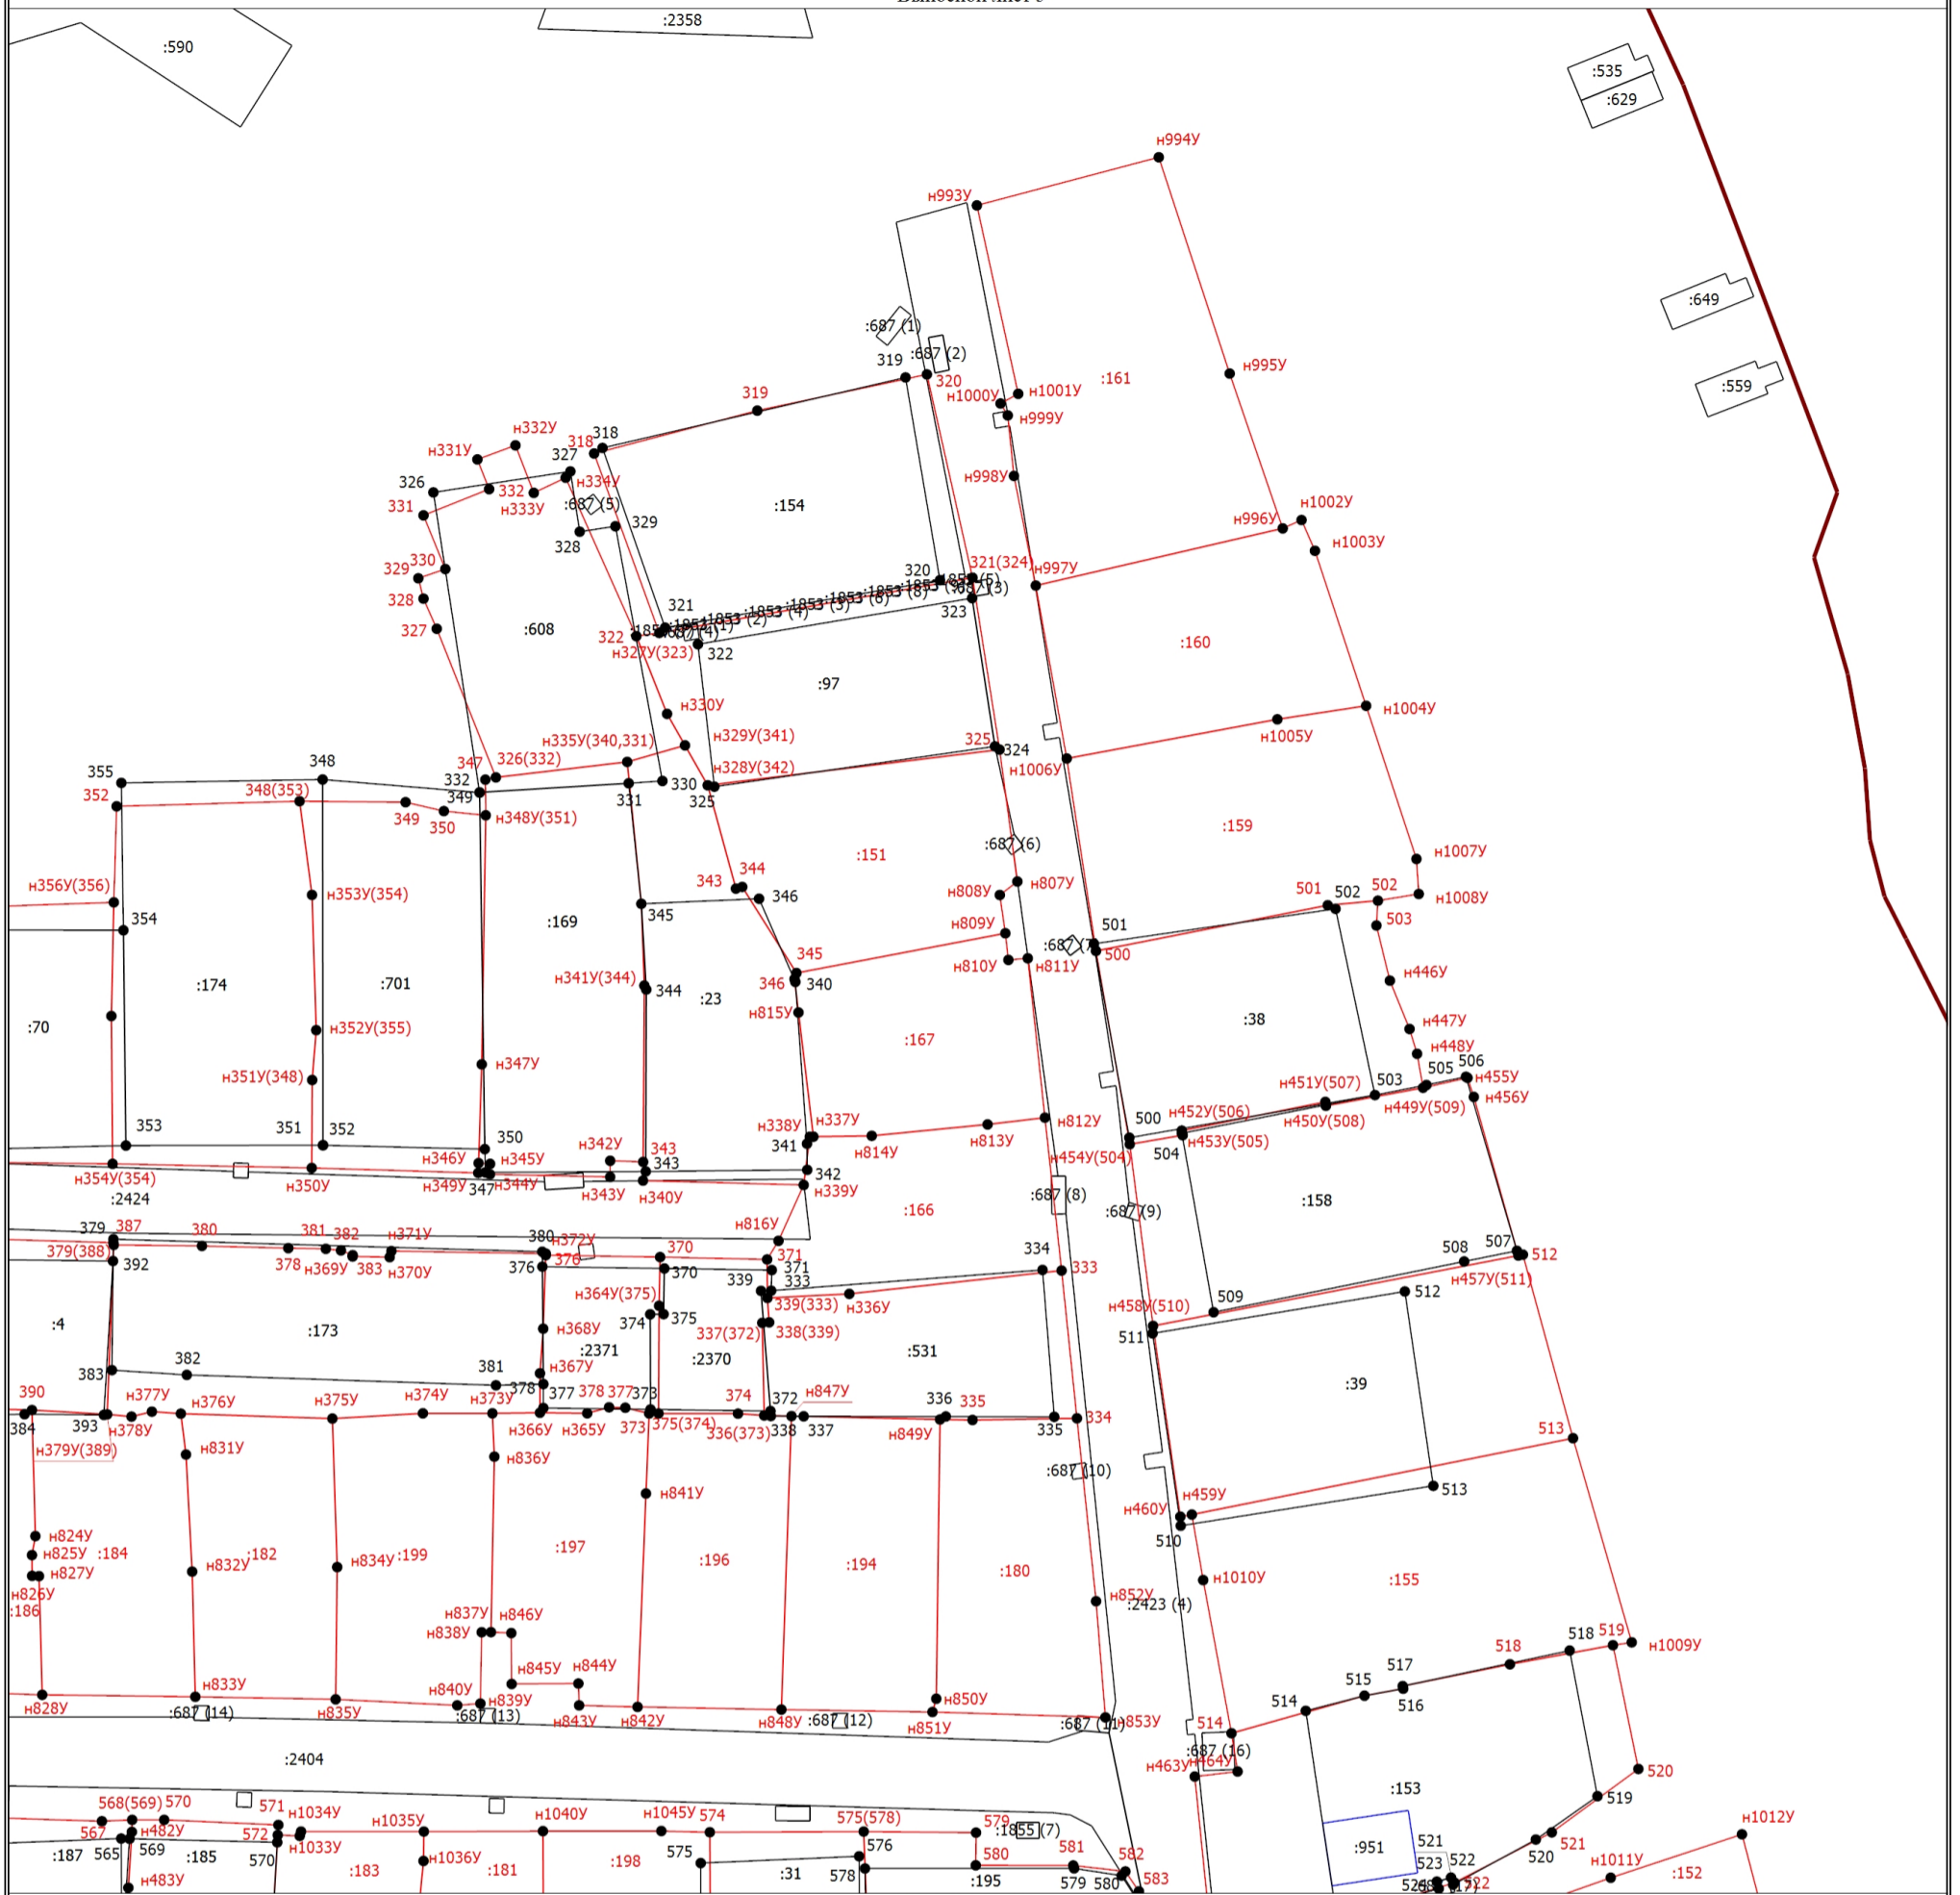 :590
:2358
:535
:629
н994У
н993У
:649
:687 (1)
319
:687 (2)
:559
н995У
:161
320
319
н1000У
н1001У
н999У
н332У
318
318
н331У
327
326
332
н334У
н998У
331
н333У
:687 (5)
:154
329
н1002У
н996У
328
н1003У
330
329
320
321(324)
н997У
328
323
321
327
:608
322
н327У(323)
322
:160
:97
н330У
н1004У
н335У(340,331)
н329У(341)
325
324
н1005У
348
347
326(332)
н328У(342)
н1006У
355
332
330
352
348(353)
349
331
325
349
350
н348У(351)
:159
:687 (6)
:151
н1007У
344
343
н356У(356)
н353У(354)
346
н808У
н807У
501
502
502
н1008У
354
:169
345
н809У
503
501
:687 (7)
345
500
:174
:701
н341У(344)
344
:23
346
340
н810У
н811У
н446У
:70
н352У(355)
н815У
:167
:38
н447У
н347У
н448У
н351У(348)
506
н451У(507)
503
505
н455У
н449У(509)
н456У
353
351
352
350
н338У
н337У
н812У
500
н452У(506)
н450У(508)
н342У
343
341
н814У
н813У
н453У(505)
н346У
н345У
343
н454У(504)
504
н354У(354)
н350У
н349У
347
н344У
н343У
н340У
342
н339У
:2424
:687 (8)
:687 (9)
:158
379
387
380
381
382
н371У
380
н372У
н816У
:166
379(388)
392
378
н369У
383
н370У
376
376
370
370
371
371
334
333
508
507
512
н457У(511)
339
333
512
н364У(375)
339(333)
н336У
н458У(510)
509
:4
:173
н368У
374
375
337(372)
338(339)
511
:2371
:2370
:531
383
382
381
н367У
378
:39
390
н377У
н376У
н375У
н374У
н373У
377
378
377
373
374
372
н847У
336
335
384
393
н378У
н366У
н365У
373
375(374)
336(373)
338
337
н849У
335
334
513
н379У(389)
н831У
н836У
:687 (10)
н841У
513
н459У
н460У
н824У
510
н825У
:184
:182
н834У
:199
:197
:196
:194
:180
н827У
н832У
н1010У
:155
н826У
:186
н852У
:2423 (4)
н837У
н846У
н838У
518
519
н1009У
518
н845У
н844У
517
515
н840У
н833У
н839У
н850У
514
516
н828У
:687 (14)
н835У
:687 (13)
н843У
н842У
н848У
:687 (12)
н851У
:687 (11)
н853У
514
:687 (16)
:2404
н463У
н464У
520
:153
519
568(569)
570
571
н1034У
н1035У
н1040У
н1045У
574
575(578)
579
н1012У
567
н482У
572
н1033У
:1855 (7)
:187
565
569
:185
570
:183
н1036У
:181
:198
575
:31
576
578
580
581
582
:195
579
580
583
:951
521
523
522
521
520
н1011У
:152
н483У
522